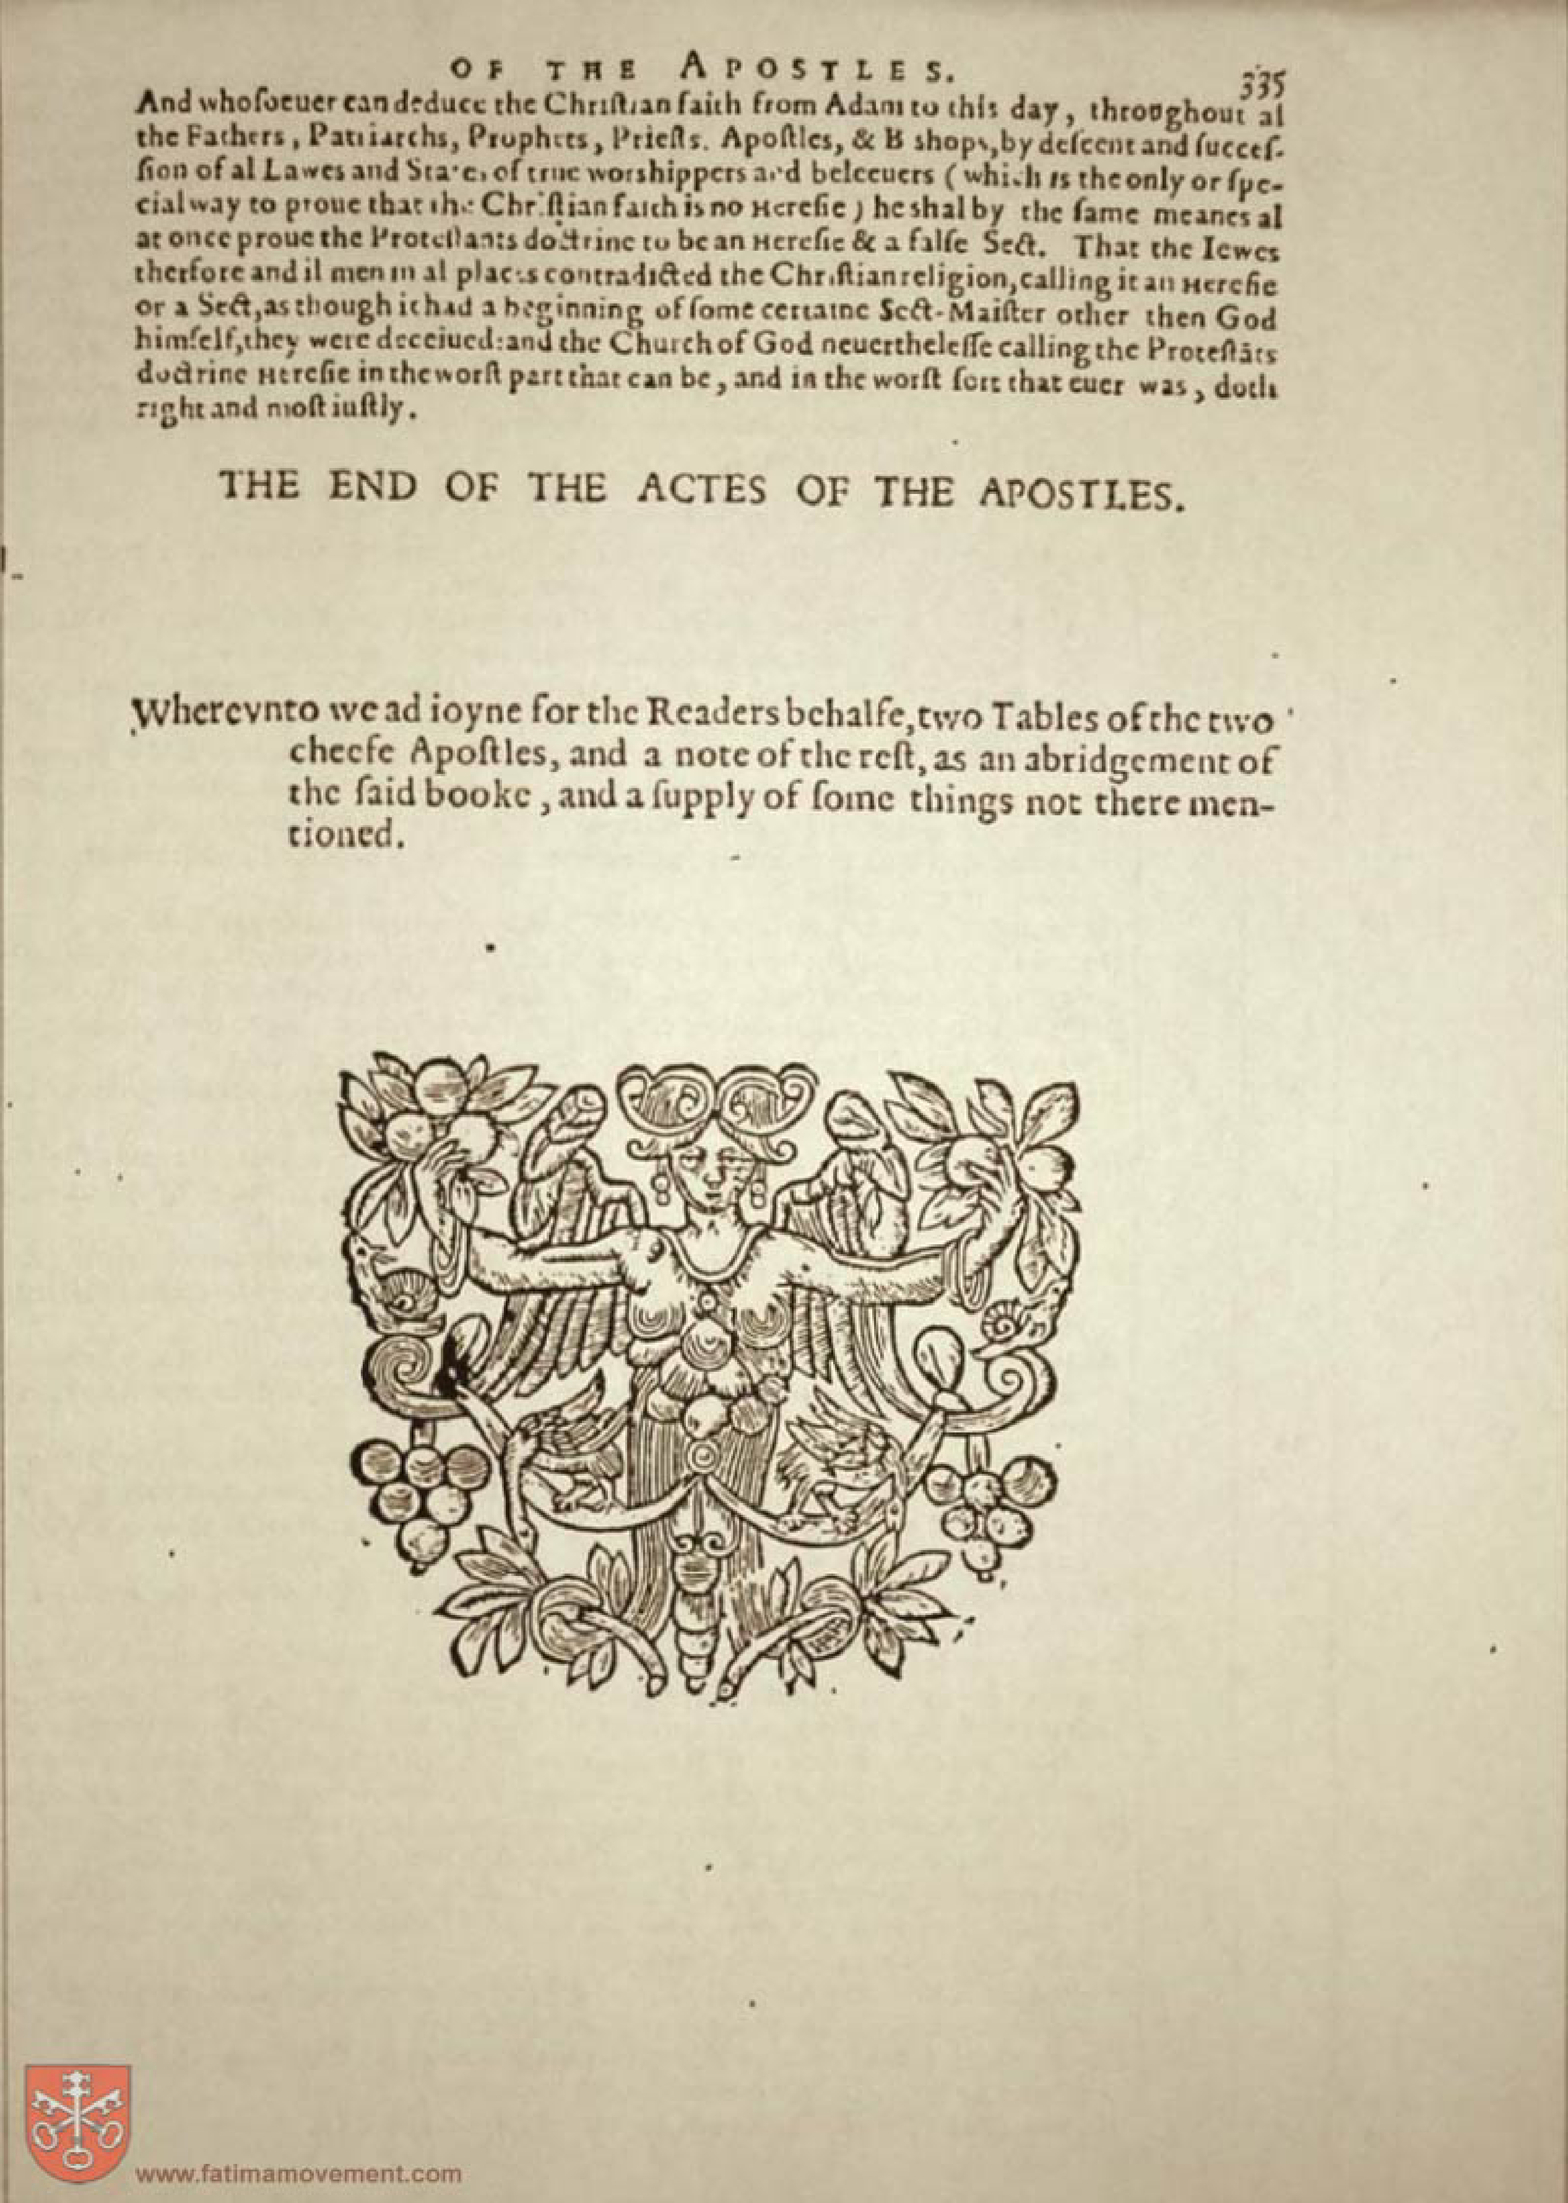 OF THE APOSTLES. 335
And whoſoeuer can deduce the Chriſtian faith from Adam to this day, throughout al
the Fathers, Patriarchs, Prophets, Prieſts. Apoſtles, & B shops, by deſcent and ſucceſ-
ſion of al Lawes and States of true worshippers and beleeuers (which is the only or ſpe-
cial way to proue that the Chriſtian faith is no Hereſie) he shal by the ſame meanes al
at once proue the Proteſtants doctrine to be an Hereſie & a falſe Sect. That the Iewes
therfore and il men in al places contradicted the Chriſtian religion, calling it an Hereſie
or a Sect, as though it had a beginning of ſome certaine Sect-Maiſter other then God
himſelf, they were deceiued: and the Church of God neuertheleſſe calling the Proteſtāts
doctrine Hereſie in the worſt part that can be, and in the worſt ſort that euer was, doth
right and moſt iuſtly.
THE END OF THE ACTES OF THE APOSTLES.
Wherevnto we ad ioyne for the Readers behalfe, two Tables of the two
cheefe Apoſtles, and a note of the reſt, as an abridgement of
the ſaid booke, and a ſupply of ſome things not there men-
tioned.
www.fatimamovement.com